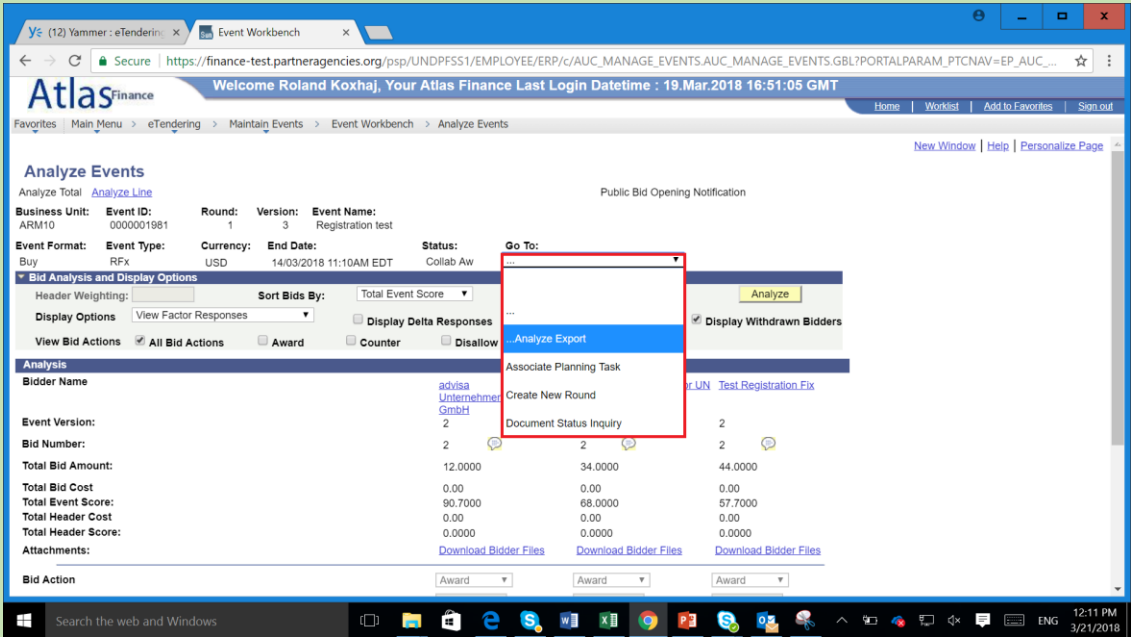 (12) Yammer : eTendering
Event Workbench
Secure | https://finance-test.partneragencies.org/psp/UNDPFSS1/EMPLOYEE/ERP/c/AUC_MANAGE_EVENTS.AUC_MANAGE_EVENTS.GBL?PORTALPARAM_PTCNAV=EP_AUC_...
Atlas Finance
Welcome Roland Koxhaj, Your Atlas Finance Last Login Datetime : 19.Mar.2018 16:51:05 GMT
Home | Worklist | Add to Favorites | Sign out
Favorites | Main Menu > eTendering > Maintain Events > Event Workbench > Analyze Events
New Window | Help | Personalize Page
Analyze Events
Analyze Total Analyze Line Public Bid Opening Notification
Business Unit: Event ID: Round: Version: Event Name:
ARM10 0000001981 1 3 Registration test
Event Format: Event Type: Currency: End Date: Status: Go To:
Buy RFx USD 14/03/2018 11:10AM EDT Collab Aw ...
Bid Analysis and Display Options
Header Weighting: Sort Bids By: Total Event Score Analyze
Display Options View Factor Responses Display Delta Responses Display Withdrawn Bidders
View Bid Actions All Bid Actions Award Counter Disallow
...
...Analyze Export
Associate Planning Task
Create New Round
Document Status Inquiry
Analysis
Bidder Name
advisa
Unternehmer
GmbH
or UN
Test Registration Fix
Event Version: 2 2
Bid Number: 2 2 2
Total Bid Amount: 12.0000 34.0000 44.0000
Total Bid Cost 0.00 0.00 0.00
Total Event Score: 90.7000 68.0000 57.7000
Total Header Cost 0.00 0.00 0.00
Total Header Score: 0.0000 0.0000 0.0000
Attachments: Download Bidder Files Download Bidder Files Download Bidder Files
Bid Action Award Award Award
Search the web and Windows
ENG
12:11 PM
3/21/2018